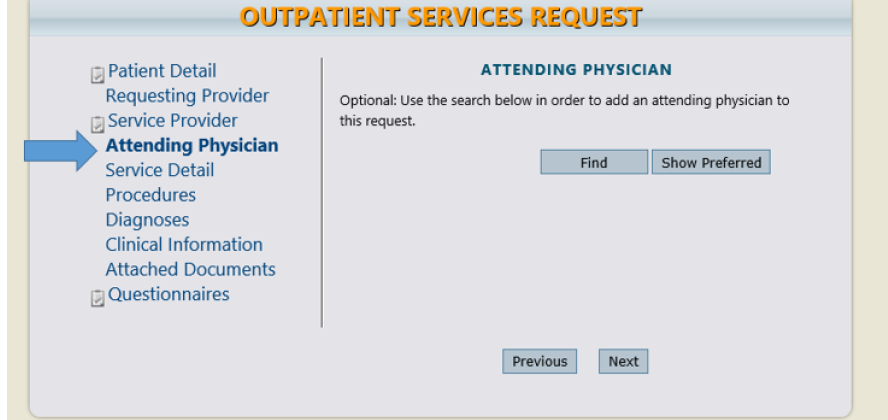 OUTPATIENT SERVICES REQUEST
Patient Detail
Requesting Provider
Service Provider
Attending Physician
Service Detail
Procedures
Diagnoses
Clinical Information
Attached Documents
Questionnaires
ATTENDING PHYSICIAN
Optional: Use the search below in order to add an attending physician to
this request.
Find Show Preferred
Previous Next